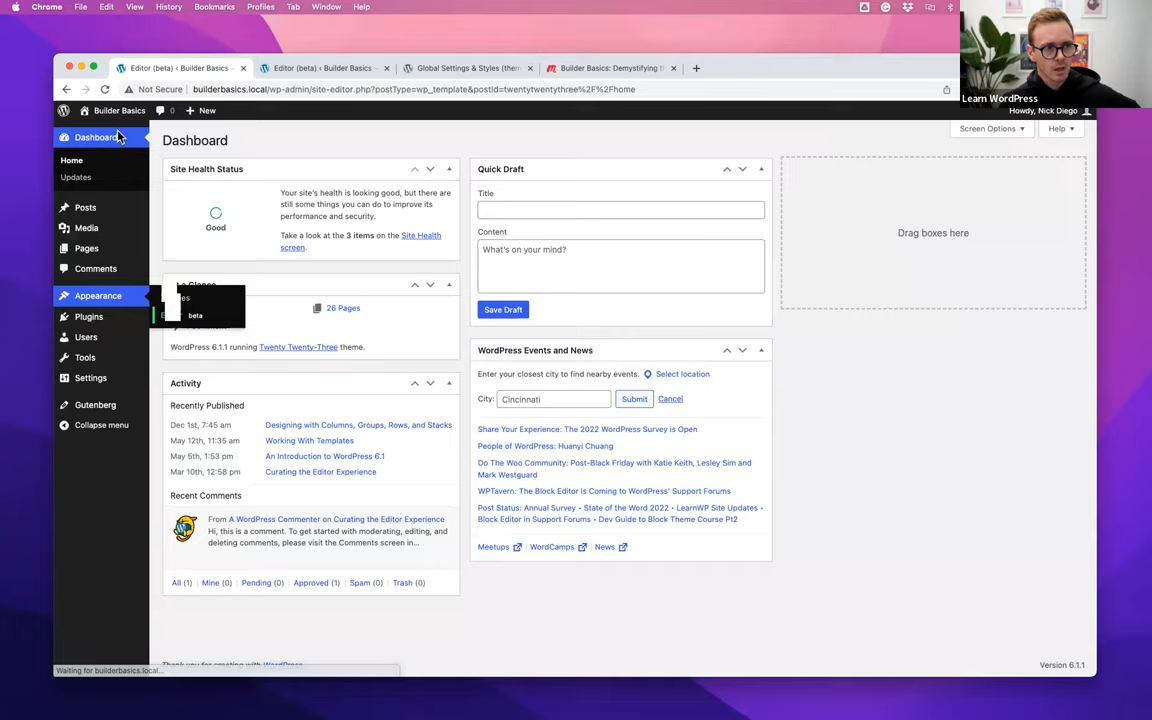 Chrome File Edit View History Bookmarks Profiles Tab Window Help
Editor (beta) ‹ Builder Basics
Editor (beta) ‹ Builder Basics
Global Settings & Styles (them
Builder Basics: Demystifying t
Not Secure builderbasics.local/wp-admin/site-editor.php?postType=wp_template&postId=twentytwentythree%2F%2Fhome
Learn WordPress
Builder Basics 0 New
Howdy, Nick Diego
Dashboard
Home
Updates
Posts
Media
Pages
Comments
Appearance
beta
Plugins
Users
Tools
Settings
Gutenberg
Collapse menu
Dashboard
Screen Options
Help
Site Health Status
Good
Your site's health is looking good, but there are
still some things you can do to improve its
performance and security.
Take a look at the 3 items on the Site Health
screen.
Glance
26 Pages
WordPress 6.1.1 running Twenty Twenty-Three theme.
Activity
Recently Published
Dec 1st, 7:45 am Designing with Columns, Groups, Rows, and Stacks
May 12th, 11:35 am Working With Templates
May 5th, 1:53 pm An Introduction to WordPress 6.1
Mar 10th, 12:58 pm Curating the Editor Experience
Recent Comments
From A WordPress Commenter on Curating the Editor Experience
Hi, this is a comment. To get started with moderating, editing, and
deleting comments, please visit the Comments screen in...
All (1) | Mine (0) | Pending (0) | Approved (1) | Spam (0) | Trash (0)
Quick Draft
Title
Content
What's on your mind?
Save Draft
WordPress Events and News
Enter your closest city to find nearby events. Select location
City: Cincinnati Submit Cancel
Share Your Experience: The 2022 WordPress Survey is Open
People of WordPress: Huanyi Chuang
Do The Woo Community: Post-Black Friday with Katie Keith, Lesley Sim and
Mark Westguard
WPTavern: The Block Editor is Coming to WordPress' Support Forums
Post Status: Annual Survey • State of the Word 2022 • LearnWP Site Updates •
Block Editor in Support Forums • Dev Guide to Block Theme Course Pt2
Meetups | WordCamps | News
Drag boxes here
Thank you for creating with WordPress.
Version 6.1.1
Waiting for builderbasics.local...